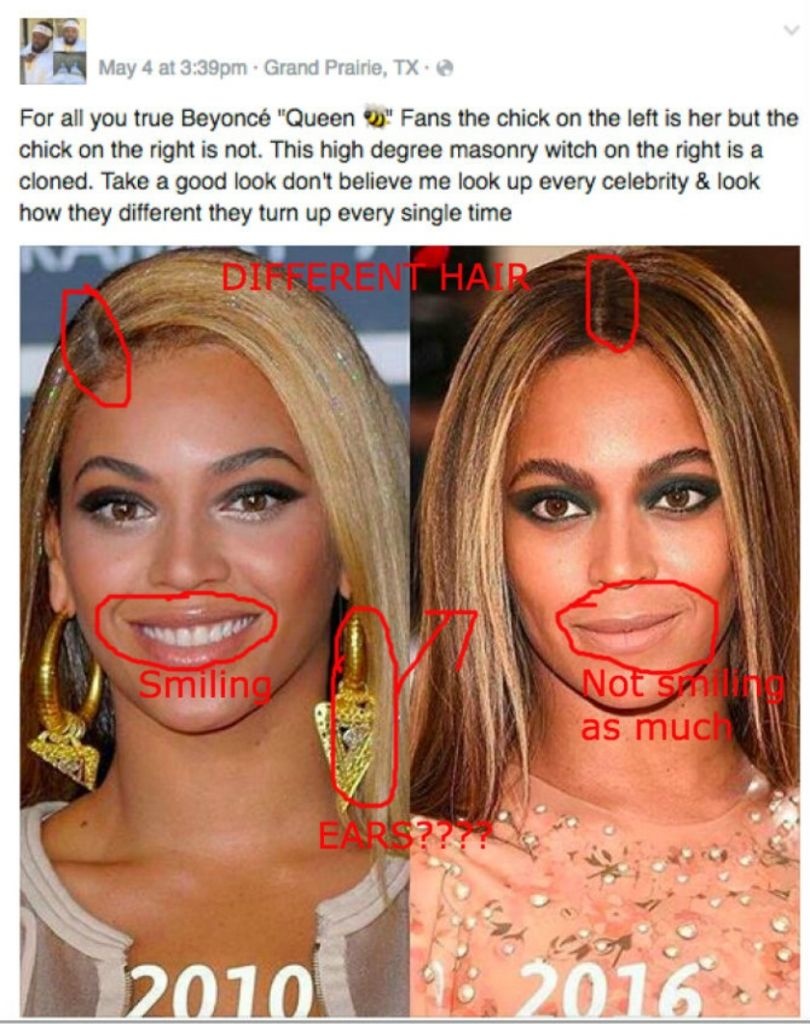 May 4 at 3:39pm · Grand Prairie, TX ·
For all you true Beyoncé "Queen 🐝" Fans the chick on the left is her but the
chick on the right is not. This high degree masonry witch on the right is a
cloned. Take a good look don't believe me look up every celebrity & look
how they different they turn up every single time
DIFFERENT HAIR
Smiling
Not smiling
as much
EARS????
2010
2016